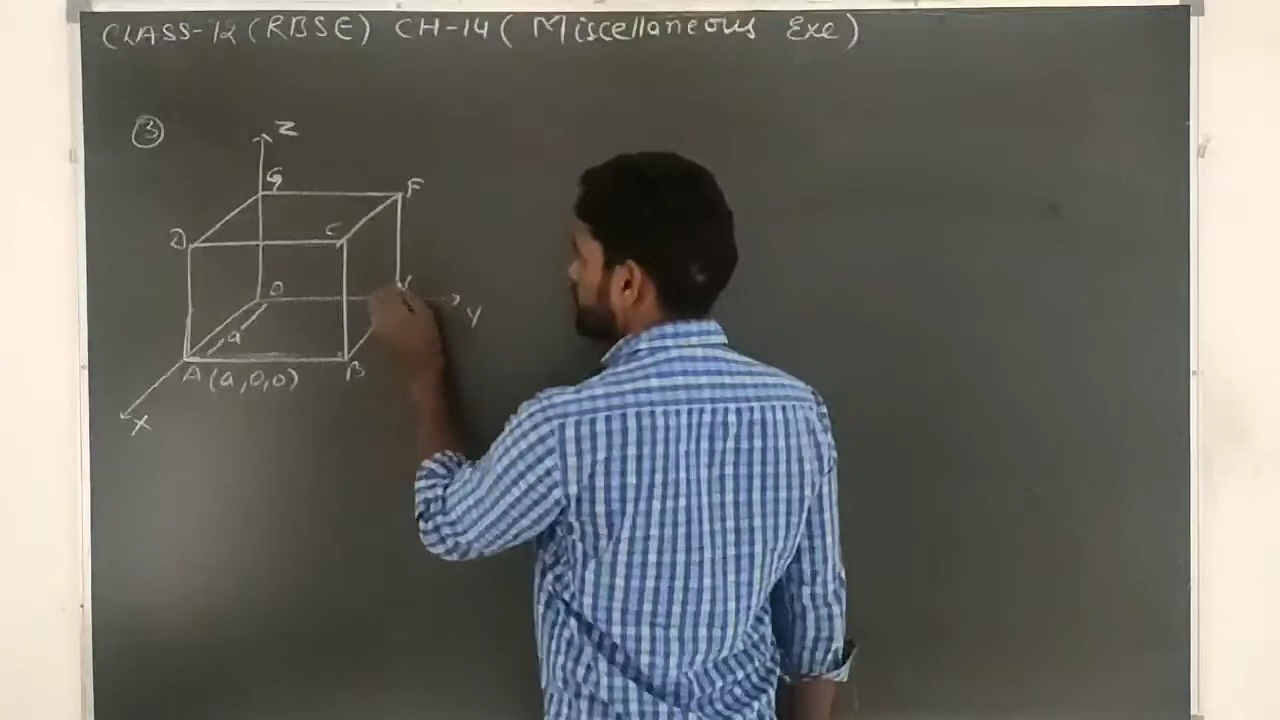 CLASS-12 (RBSE) CH-14 ( Miscellaneous Exe )
3
Z
G
F
D
C
O
Y
a
A (a,0,0)
B
X